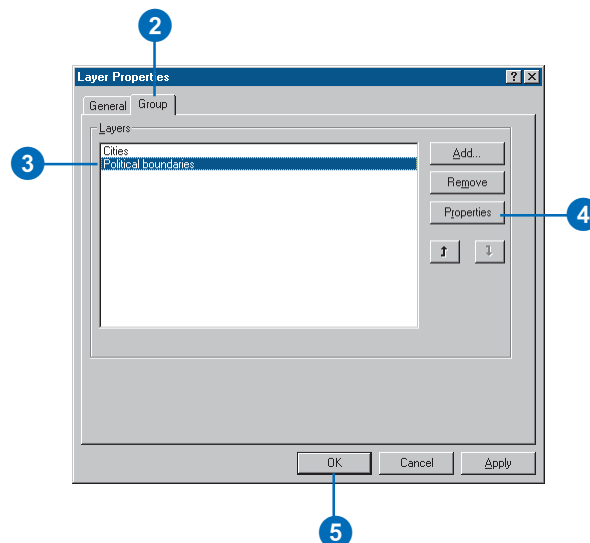 2
Layer Properties
General Group
Layers
Cities
Political boundaries
3
Add...
Remove
Properties
4
OK Cancel Apply
5